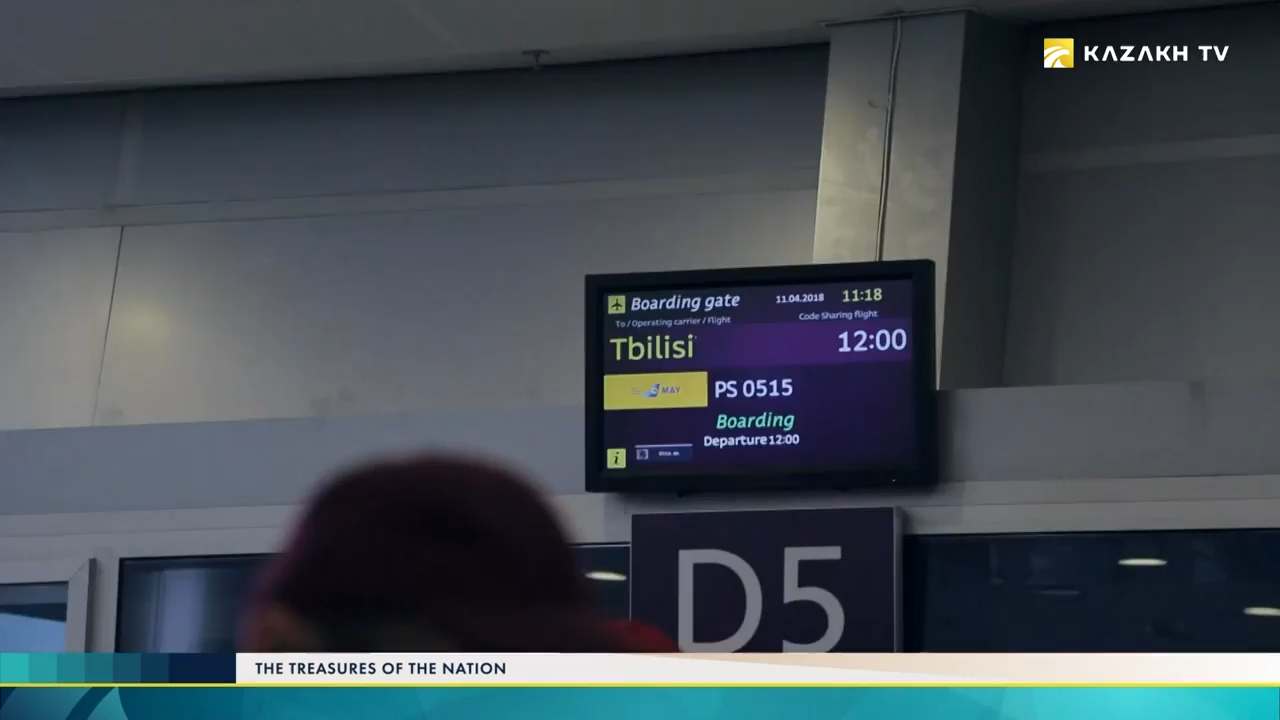 KAZAKH TV
Boarding gate 11.04.2018 11:18
To / Operating carrier / Flight Code Sharing flight
Tbilisi 12:00
MAY PS 0515
Boarding
Departure 12:00
i
D5
THE TREASURES OF THE NATION